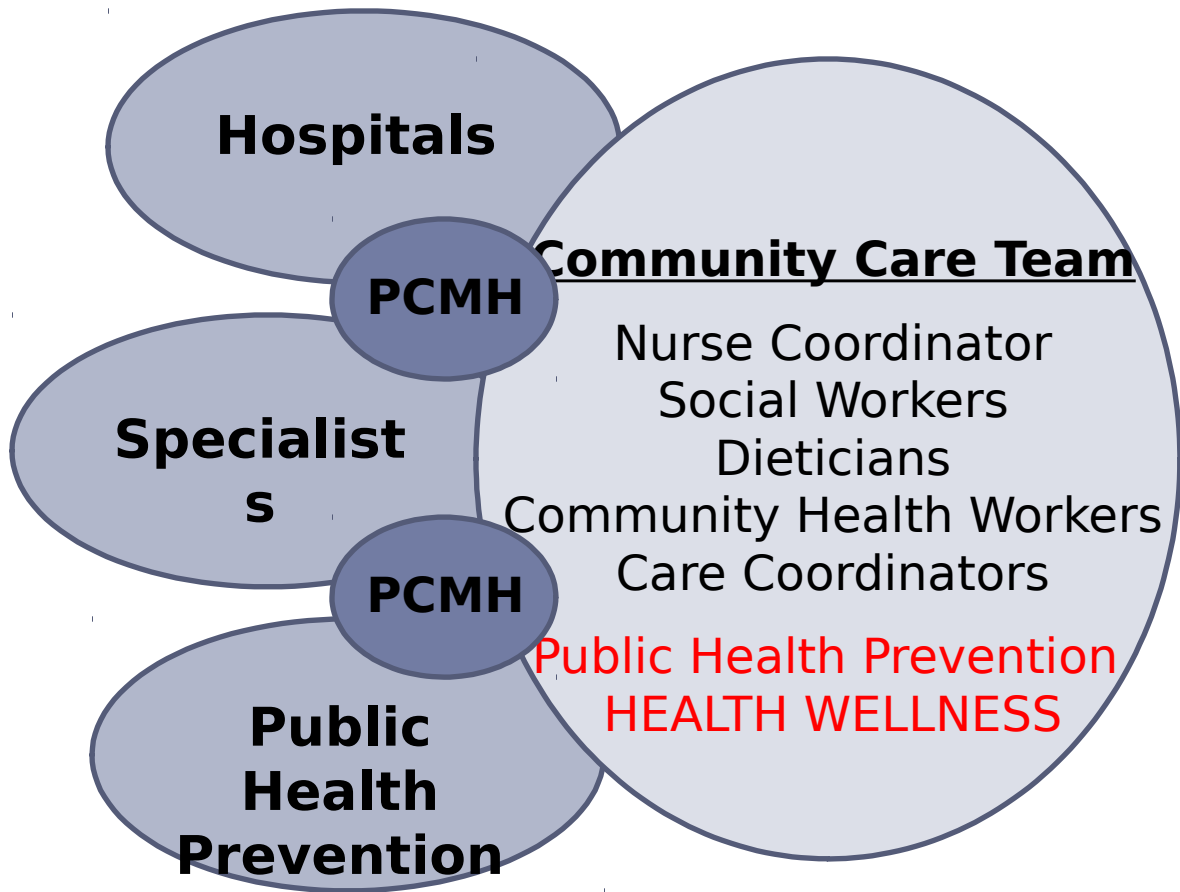 Hospitals
PCMH
Specialist
s
PCMH
Public
Health
Prevention
Community Care Team
Nurse Coordinator
Social Workers
Dieticians
Community Health Workers
Care Coordinators
Public Health Prevention
HEALTH WELLNESS